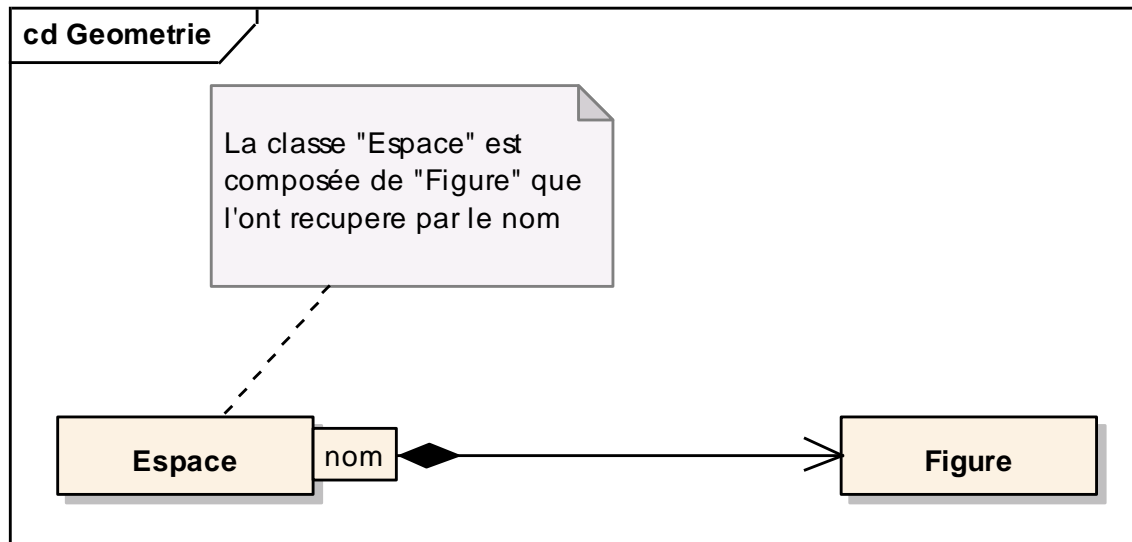 cd Geometrie
La classe "Espace" est
composée de "Figure" que
l'ont recupere par le nom
Espace
nom
Figure